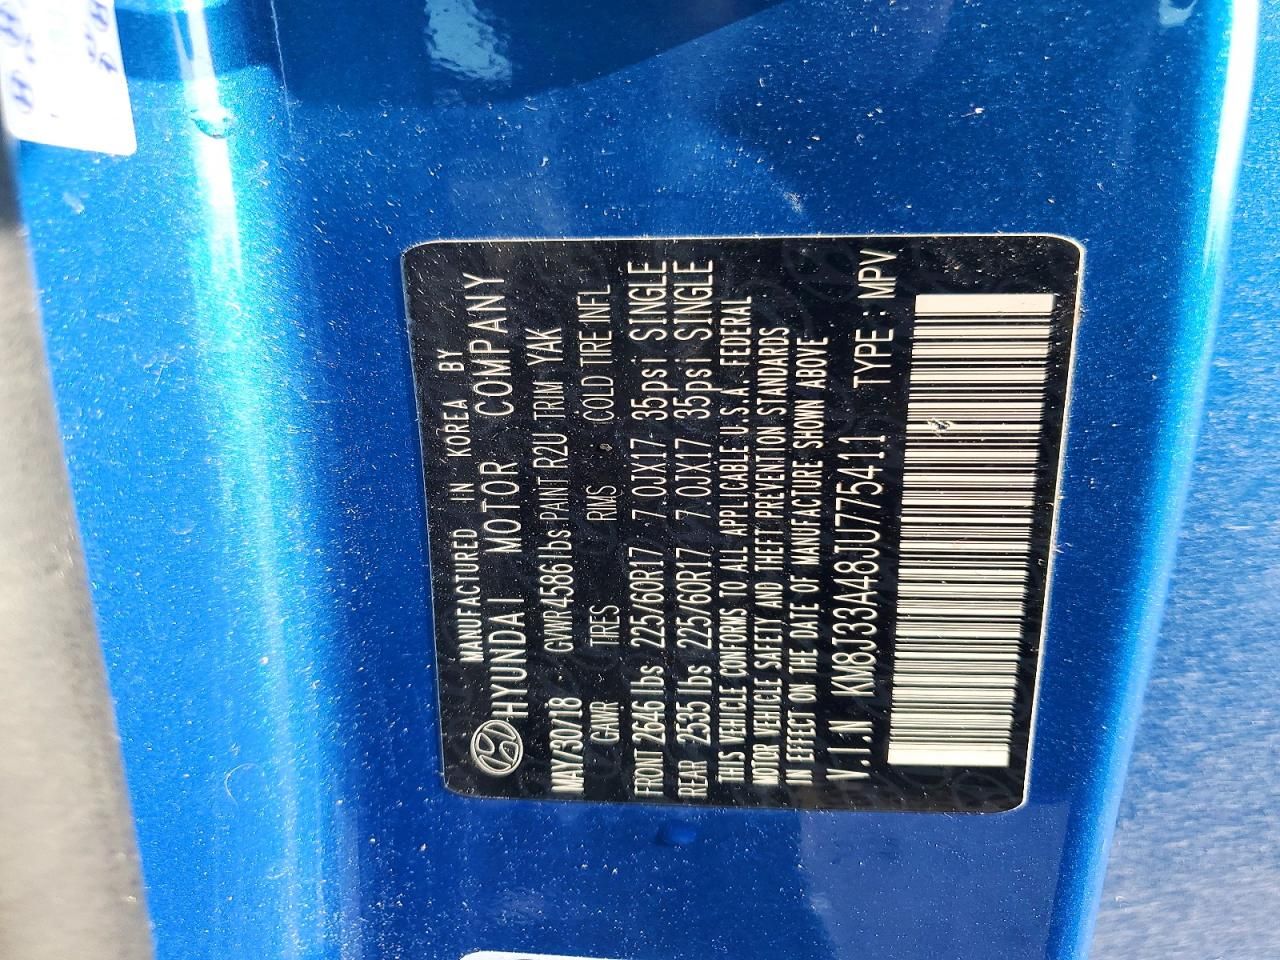 MANUFACTURED IN KOREA BY
HYUNDAI MOTOR COMPANY
MAY/30/18 GVWR 4586 lbs PAINT R2U TRIM YAK
GAWR TIRES RIMS COLD TIRE INFL
FRONT 2646 lbs 225/60R17 7.0JX17 35psi SINGLE
REAR 2535 lbs 225/60R17 7.0JX17 35psi SINGLE
THIS VEHICLE CONFORMS TO ALL APPLICABLE U.S.A. FEDERAL
MOTOR VEHICLE SAFETY AND THEFT PREVENTION STANDARDS
IN EFFECT ON THE DATE OF MANUFACTURE SHOWN ABOVE
V.I.N KM8J33A48JU775411 TYPE : MPV